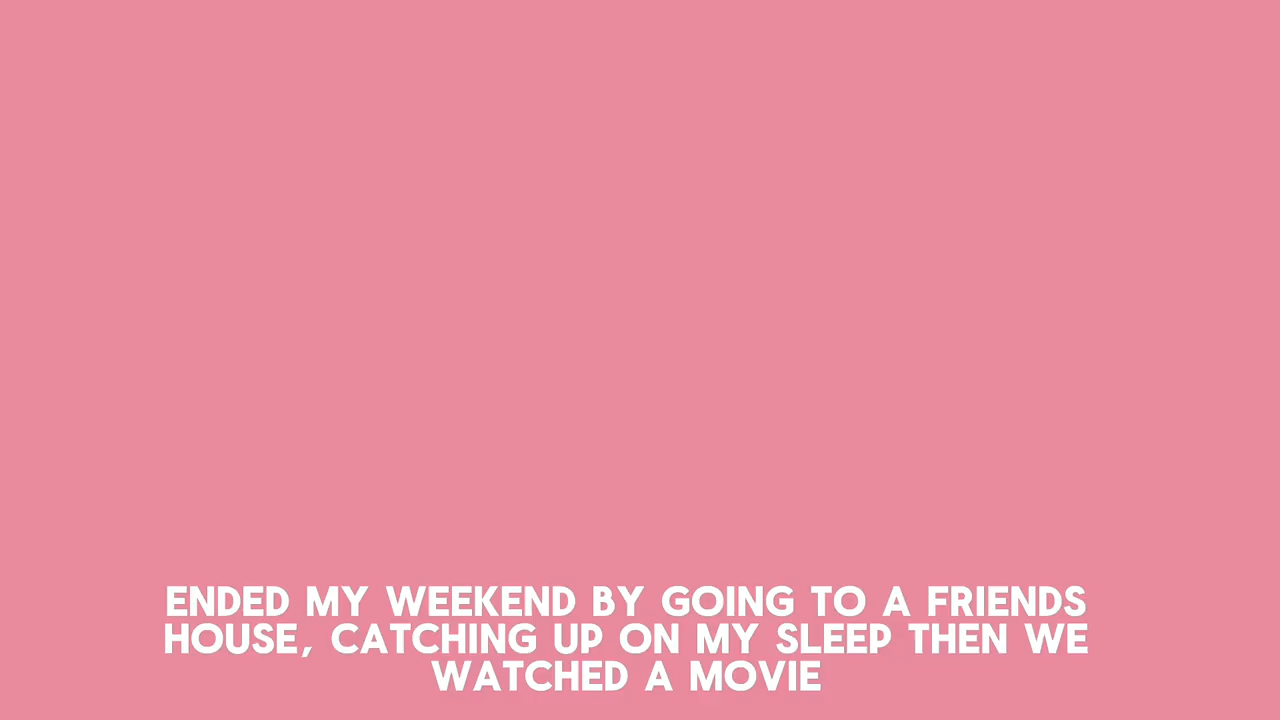 ENDED MY WEEKEND BY GOING TO A FRIENDS
HOUSE, CATCHING UP ON MY SLEEP THEN WE
WATCHED A MOVIE